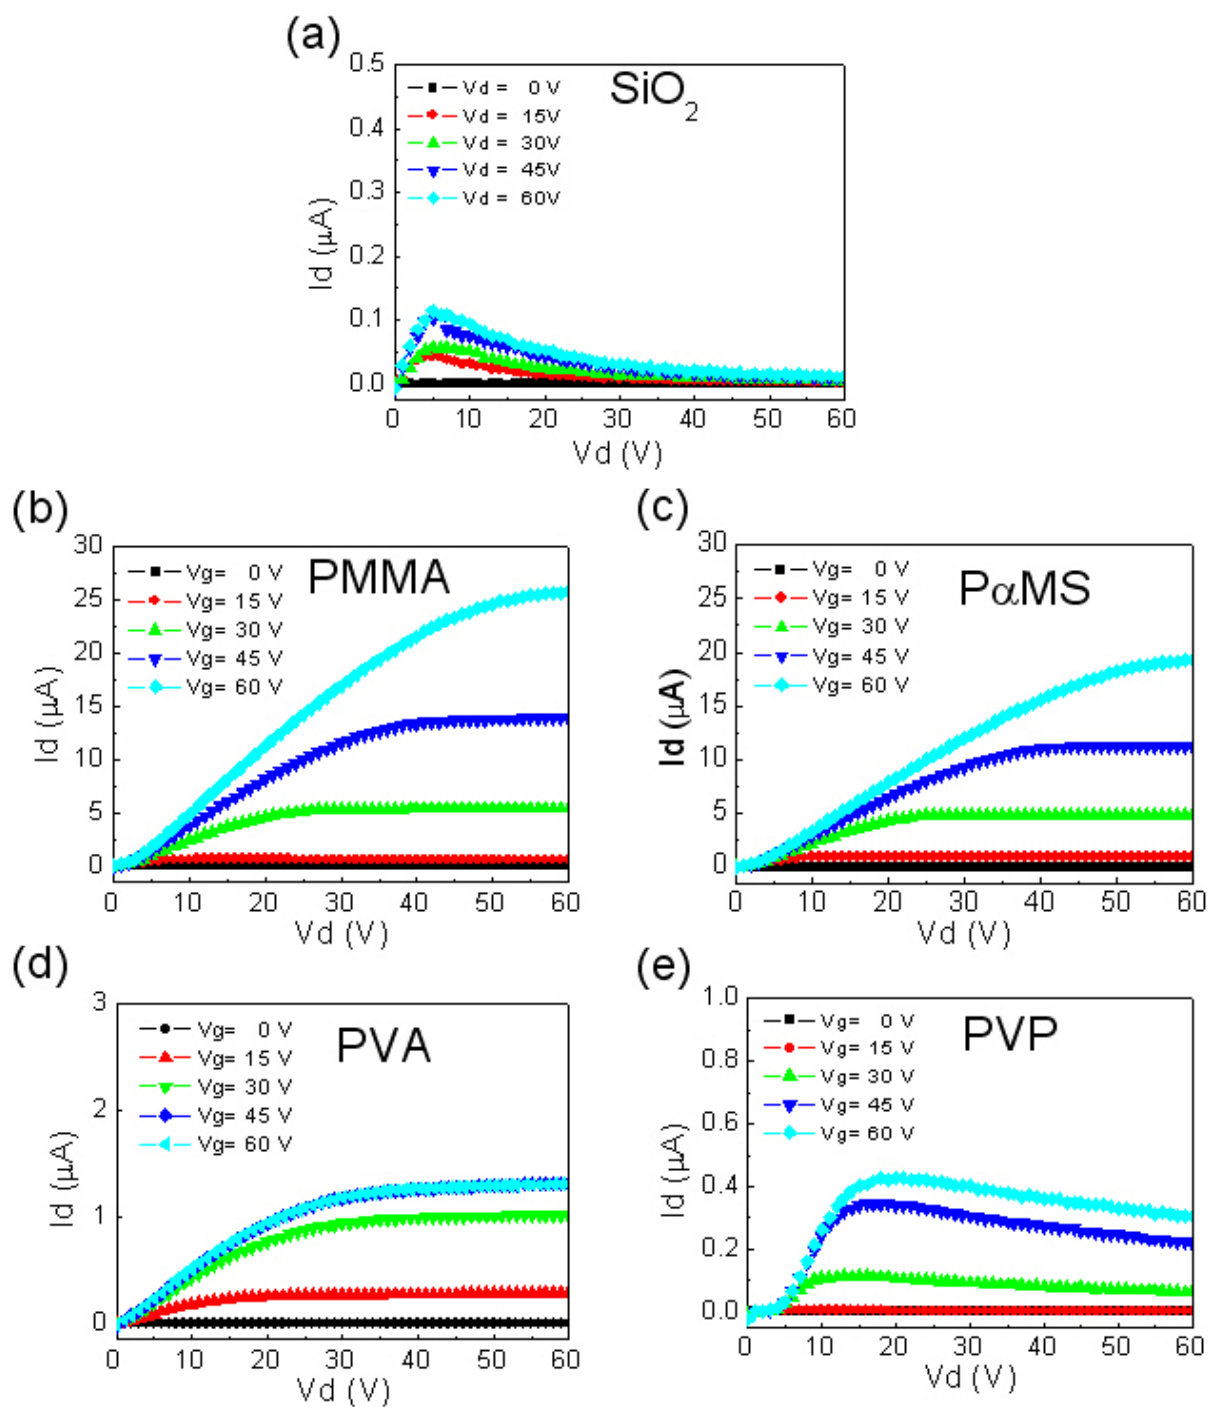 (a)
SiO₂
Vd = 0 V
Vd = 15V
Vd = 30V
Vd = 45V
Vd = 60V
0.5
0.4
0.3
0.2
0.1
0.0
Id (μA)
0 10 20 30 40 50 60
Vd (V)
(b)
PMMA
Vg= 0 V
Vg= 15 V
Vg= 30 V
Vg= 45 V
Vg= 60 V
30
25
20
15
10
5
0
Id (μA)
0 10 20 30 40 50 60
Vd (V)
(c)
PαMS
Vg= 0 V
Vg= 15 V
Vg= 30 V
Vg= 45 V
Vg= 60 V
30
25
20
15
10
5
0
Id (μA)
0 10 20 30 40 50 60
Vd (V)
(d)
PVA
Vg= 0 V
Vg= 15 V
Vg= 30 V
Vg= 45 V
Vg= 60 V
3
2
1
0
Id (μA)
0 10 20 30 40 50 60
Vd (V)
(e)
PVP
Vg= 0 V
Vg= 15 V
Vg= 30 V
Vg= 45 V
Vg= 60 V
1.0
0.8
0.6
0.4
0.2
0.0
Id (μA)
0 10 20 30 40 50 60
Vd (V)